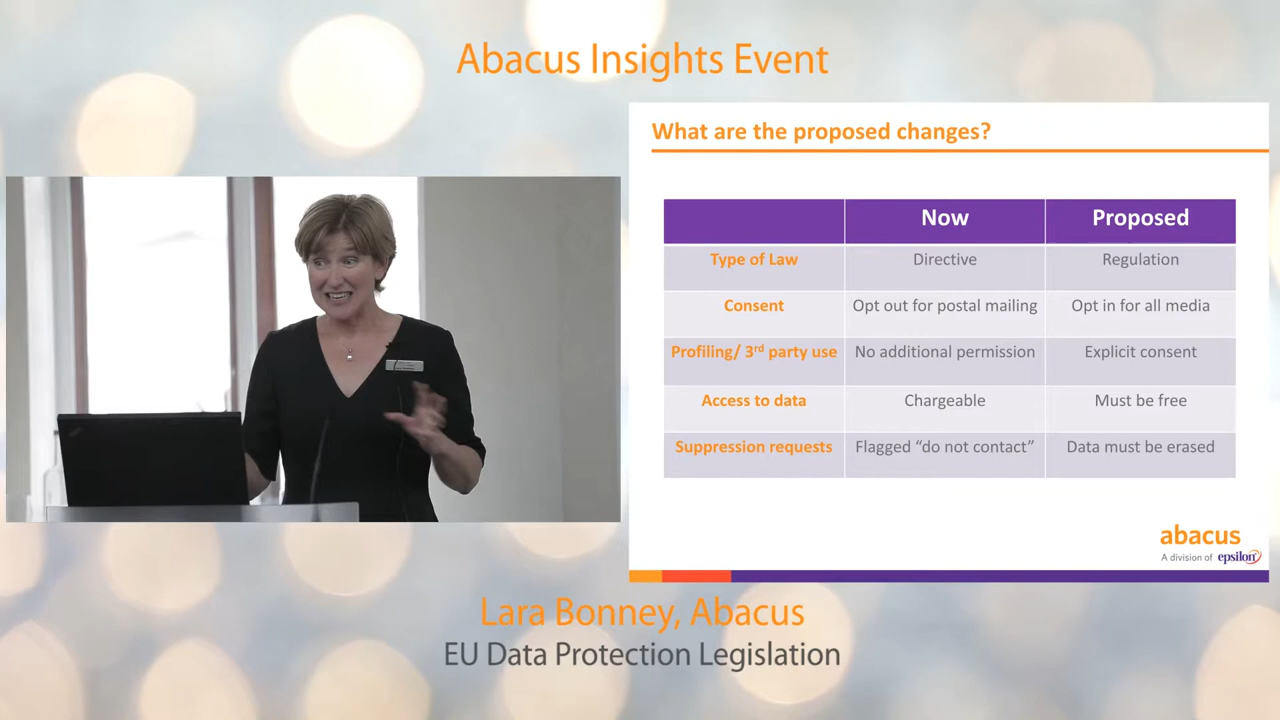 Abacus Insights Event
What are the proposed changes?
Now Proposed
Type of Law Directive Regulation
Consent Opt out for postal mailing Opt in for all media
Profiling/ 3rd party use No additional permission Explicit consent
Access to data Chargeable Must be free
Suppression requests Flagged “do not contact” Data must be erased
abacus
A division of epsilon
Lara Bonney, Abacus
EU Data Protection Legislation